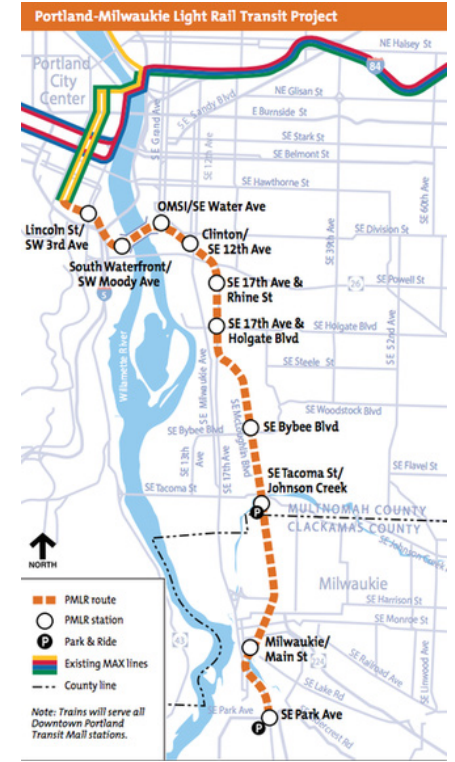 Portland-Milwaukie Light Rail Transit Project
NE Halsey St
Portland
City
Center
84
NE Glisan St
SE Sandy Blvd
E Burnside St
SE Grand Ave
SE 12th Ave
SE Stark St
SE Belmont St
SE Hawthorne St
SE 60th Ave
OMSI/SE Water Ave
Lincoln St/
SW 3rd Ave
Clinton/
SE 12th Ave
SE Division St
SE 39th Ave
South Waterfront/
SW Moody Ave
SE 17th Ave &
Rhine St
26
SE Powell St
5
SE 17th Ave &
Holgate Blvd
SE Holgate Blvd
SE 52nd Ave
Willamette River
SE Milwaukie Ave
SE Steele St
SE McLoughlin Blvd
SE Woodstock Blvd
SE Bybee Blvd
SE Bybee Blvd
SE 13th
Ave
SE 17th Ave
SE Flavel St
SE Tacoma St/
Johnson Creek
SE Tacoma St
P
MULTNOMAH COUNTY
CLACKAMAS COUNTY
SE Johnson Creek
NORTH
Milwaukie
SE Harrison St
SE Monroe St
43
Milwaukie/
Main St
224
SE Railroad Ave
SE Linwood Ave
SE Lake Rd
SE Park Ave
SE Park Ave
P
PMLR route
PMLR station
P Park & Ride
Existing MAX lines
County line
Note: Trains will serve all
Downtown Portland
Transit Mall stations.